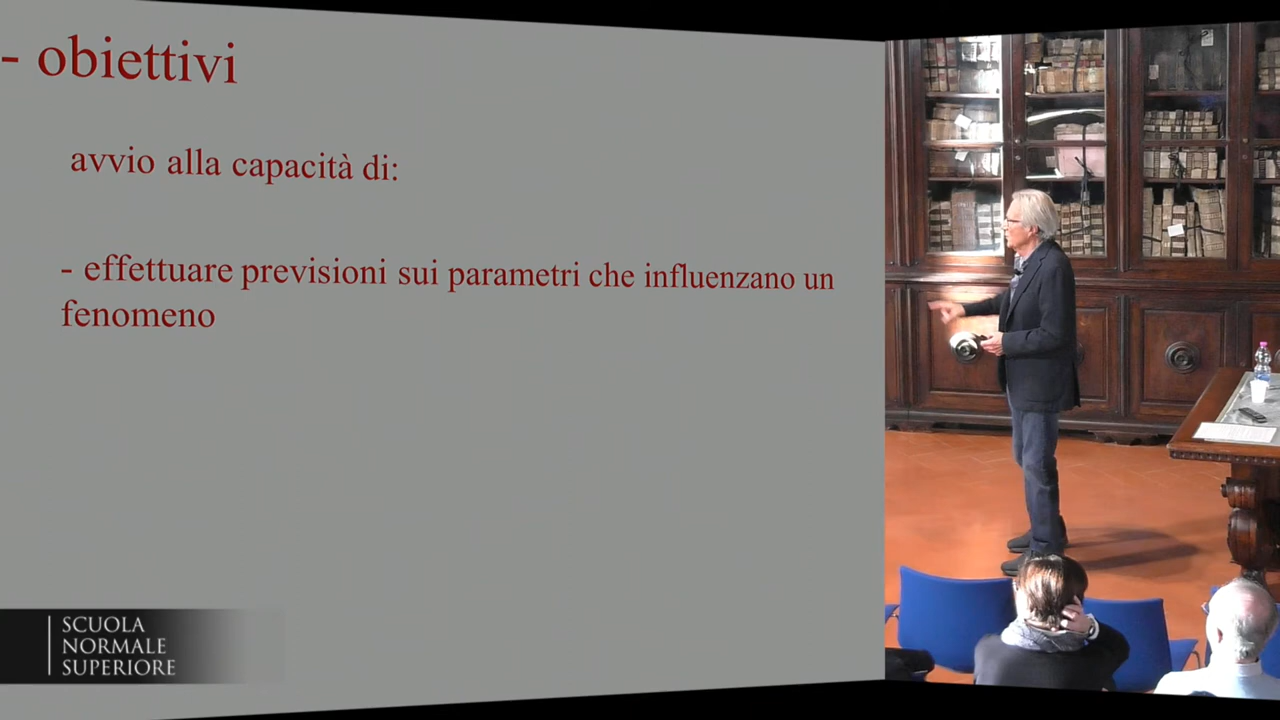 - obiettivi
avvio alla capacità di:
- effettuare previsioni sui parametri che influenzano un
fenomeno
SCUOLA
NORMALE
SUPERIORE